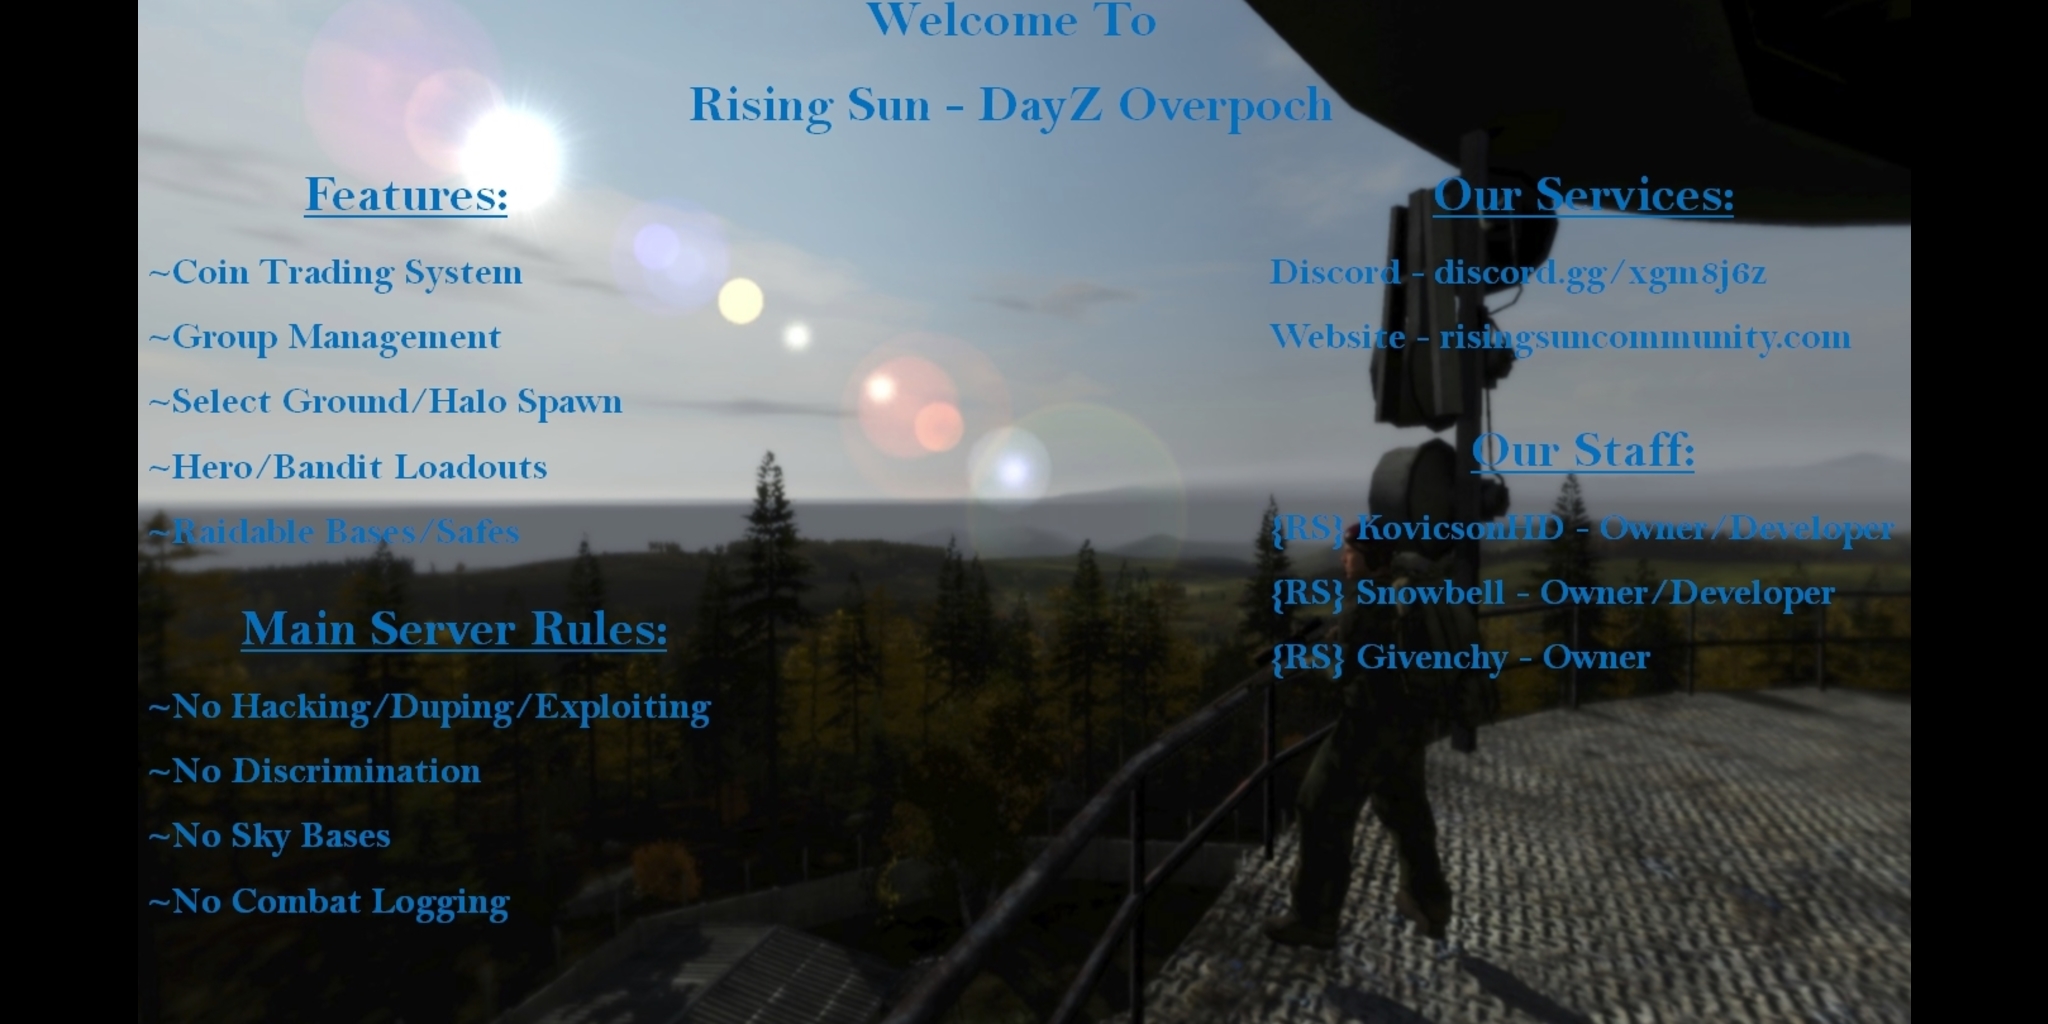 Welcome To
Rising Sun - DayZ Overpoch
Features:
~Coin Trading System
~Group Management
~Select Ground/Halo Spawn
~Hero/Bandit Loadouts
~Raidable Bases/Safes
Main Server Rules:
~No Hacking/Duping/Exploiting
~No Discrimination
~No Sky Bases
~No Combat Logging
Our Services:
Discord - discord.gg/xgm8j6z
Website - risingsuncommunity.com
Our Staff:
{RS} KovicsonHD - Owner/Developer
{RS} Snowbell - Owner/Developer
{RS} Givenchy - Owner